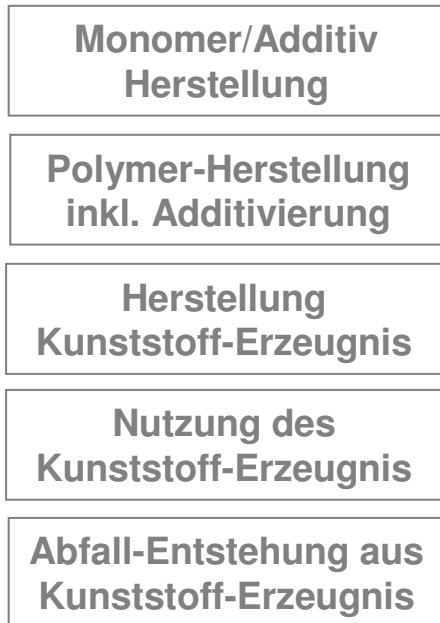 Monomer/Additiv
Herstellung
Polymer-Herstellung
inkl. Additivierung
Herstellung
Kunststoff-Erzeugnis
Nutzung des
Kunststoff-Erzeugnis
Abfall-Entstehung aus
Kunststoff-Erzeugnis